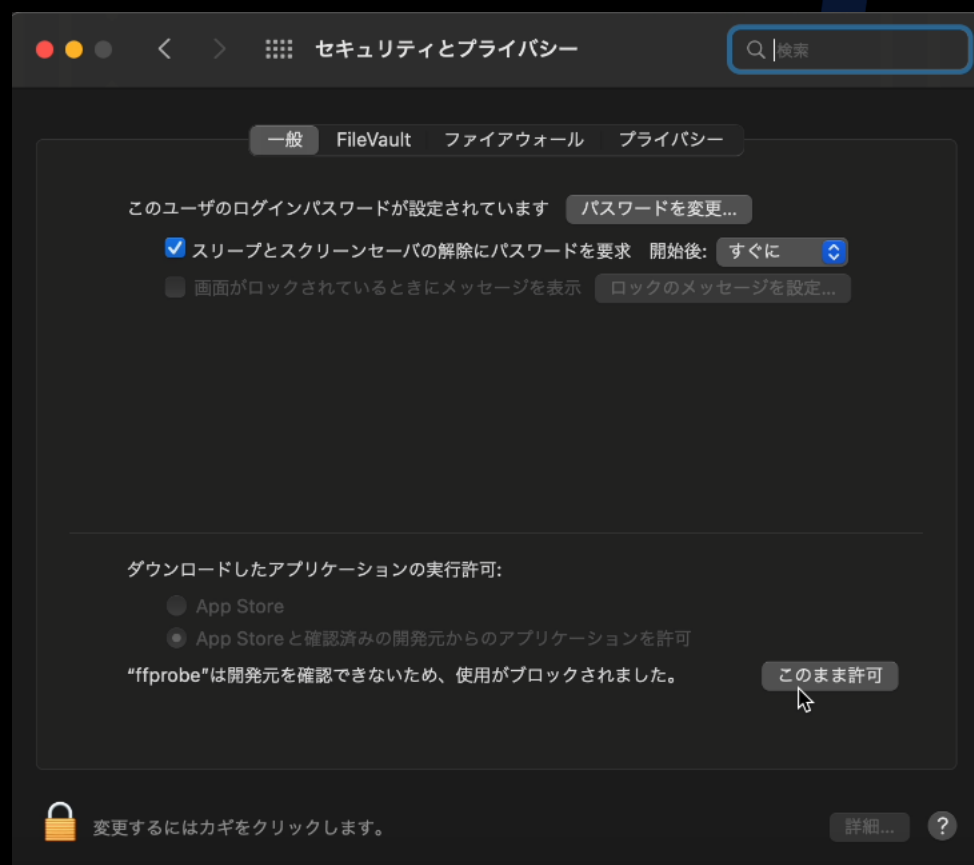 セキュリティとプライバシー
検索
一般 FileVault ファイアウォール プライバシー
このユーザのログインパスワードが設定されています パスワードを変更...
スリープとスクリーンセーバの解除にパスワードを要求 開始後: すぐに
画面がロックされているときにメッセージを表示 ロックのメッセージを設定...
ダウンロードしたアプリケーションの実行許可:
App Store
App Storeと確認済みの開発元からのアプリケーションを許可
“ffprobe”は開発元を確認できないため、使用がブロックされました。 このまま許可
変更するにはカギをクリックします。 詳細... ?